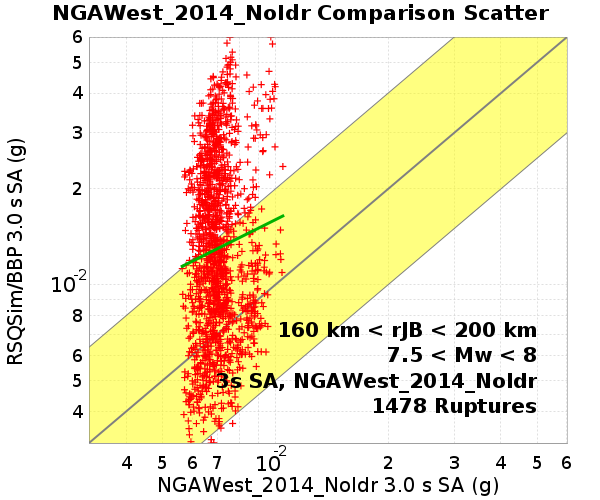 NGAWest_2014_NoIdr Comparison Scatter
RSQSim/BBP 3.0 s SA (g)
6
5
4
3
2
10-2
8
6
5
4
160 km < rJB < 200 km
7.5 < Mw < 8
3s SA, NGAWest_2014_NoIdr
1478 Ruptures
4 5 6 7 10-2 2 3 4 5 6
NGAWest_2014_NoIdr 3.0 s SA (g)